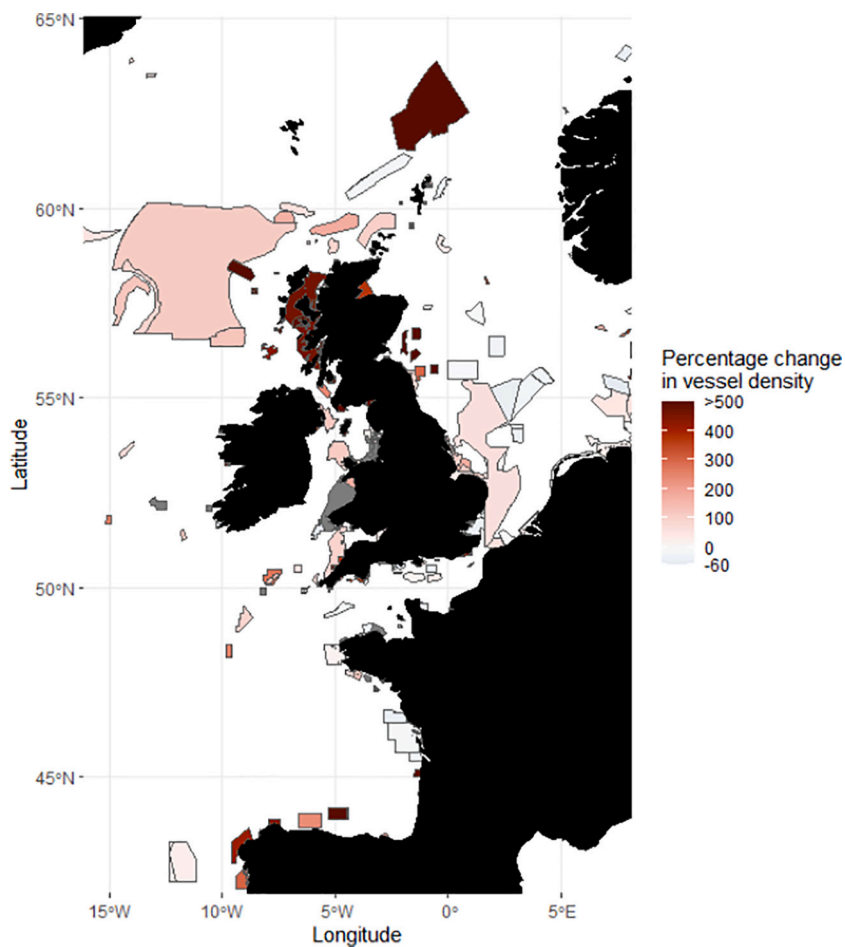 65°N
60°N
55°N
50°N
45°N
Latitude
15°W
10°W
5°W
0°
5°E
Longitude
Percentage change
in vessel density
>500
400
300
200
100
0
-60